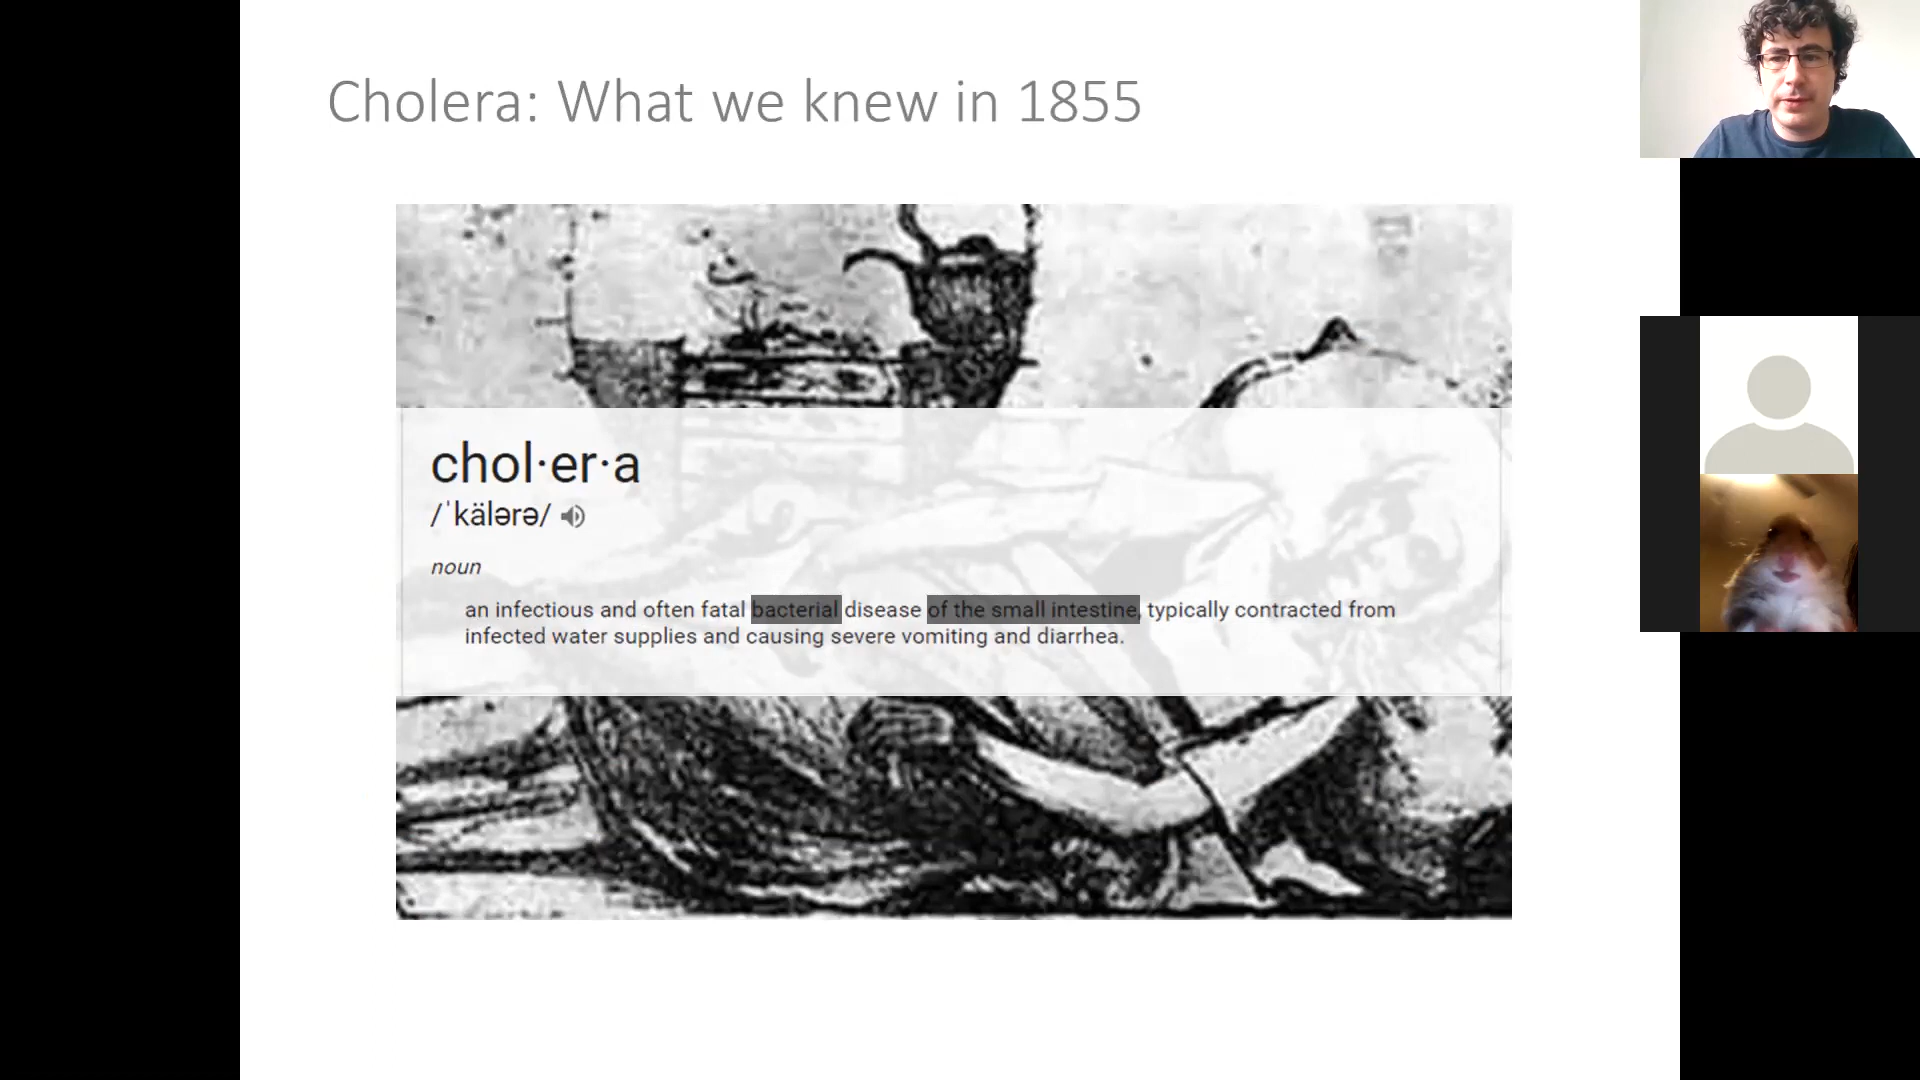 Cholera: What we knew in 1855
chol·er·a
/ˈkälərə/
noun
an infectious and often fatal bacterial disease of the small intestine, typically contracted from
infected water supplies and causing severe vomiting and diarrhea.